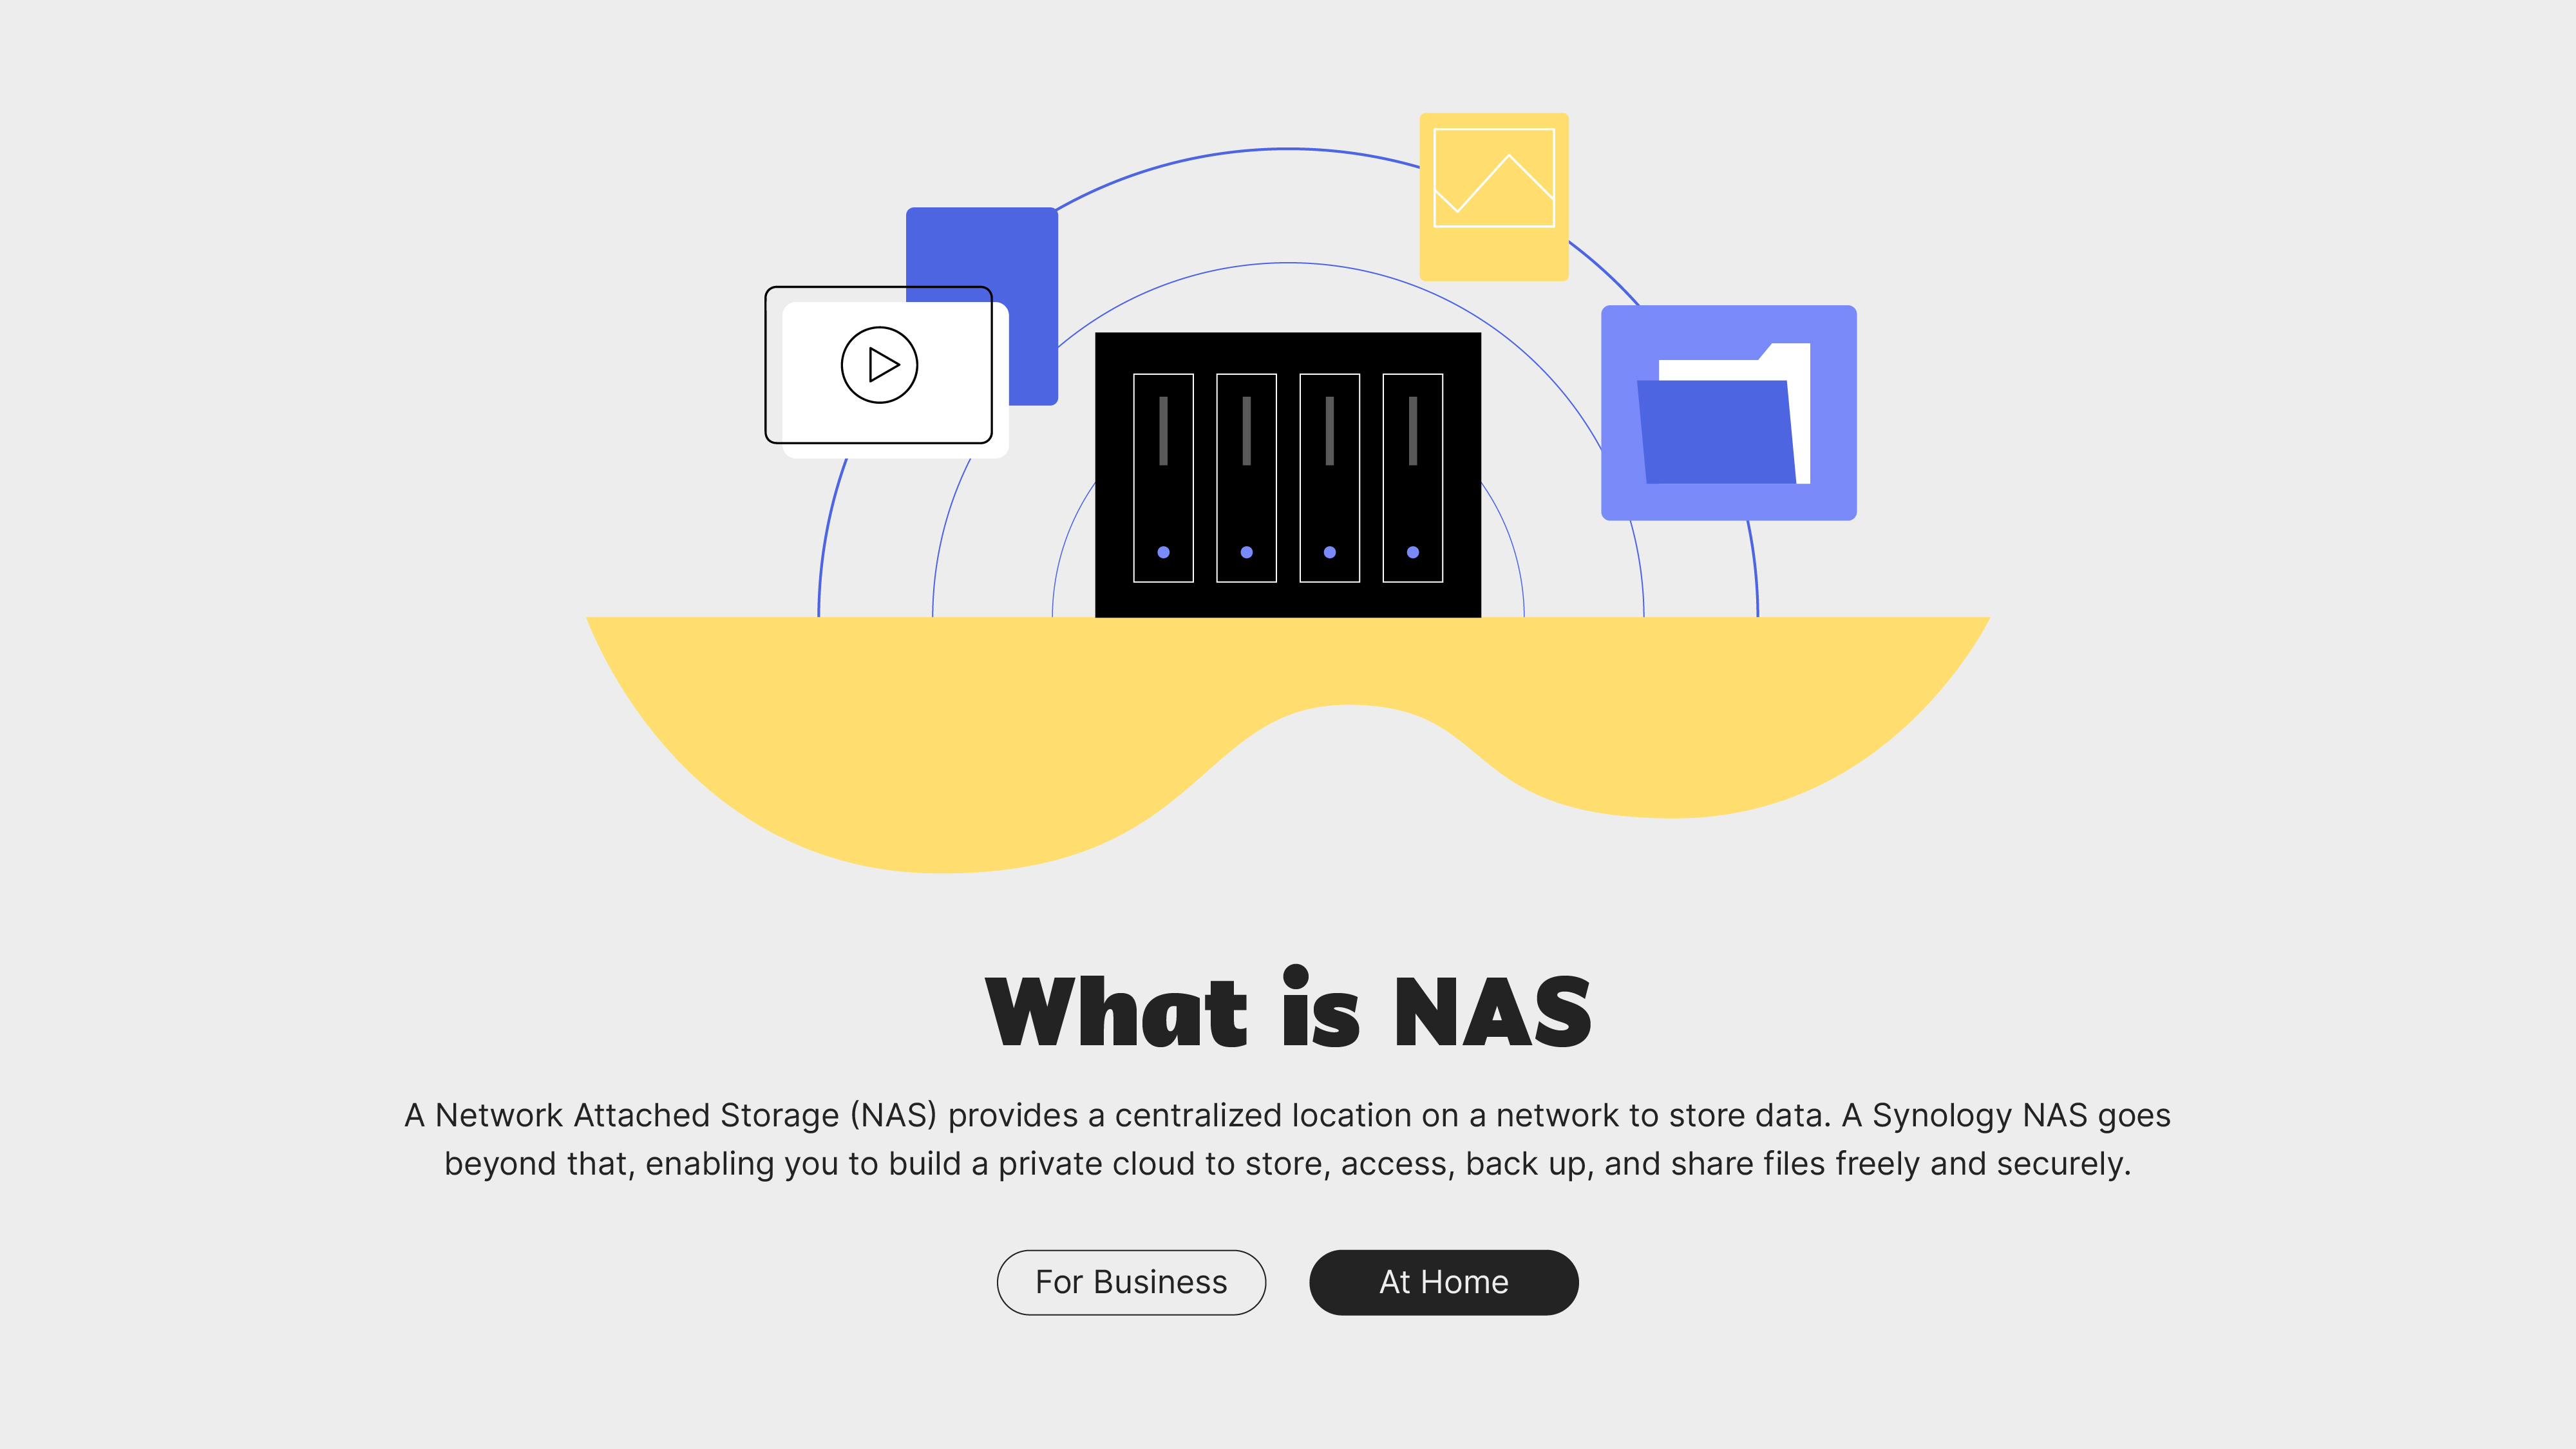 What is NAS
A Network Attached Storage (NAS) provides a centralized location on a network to store data. A Synology NAS goes
beyond that, enabling you to build a private cloud to store, access, back up, and share files freely and securely.
For Business
At Home